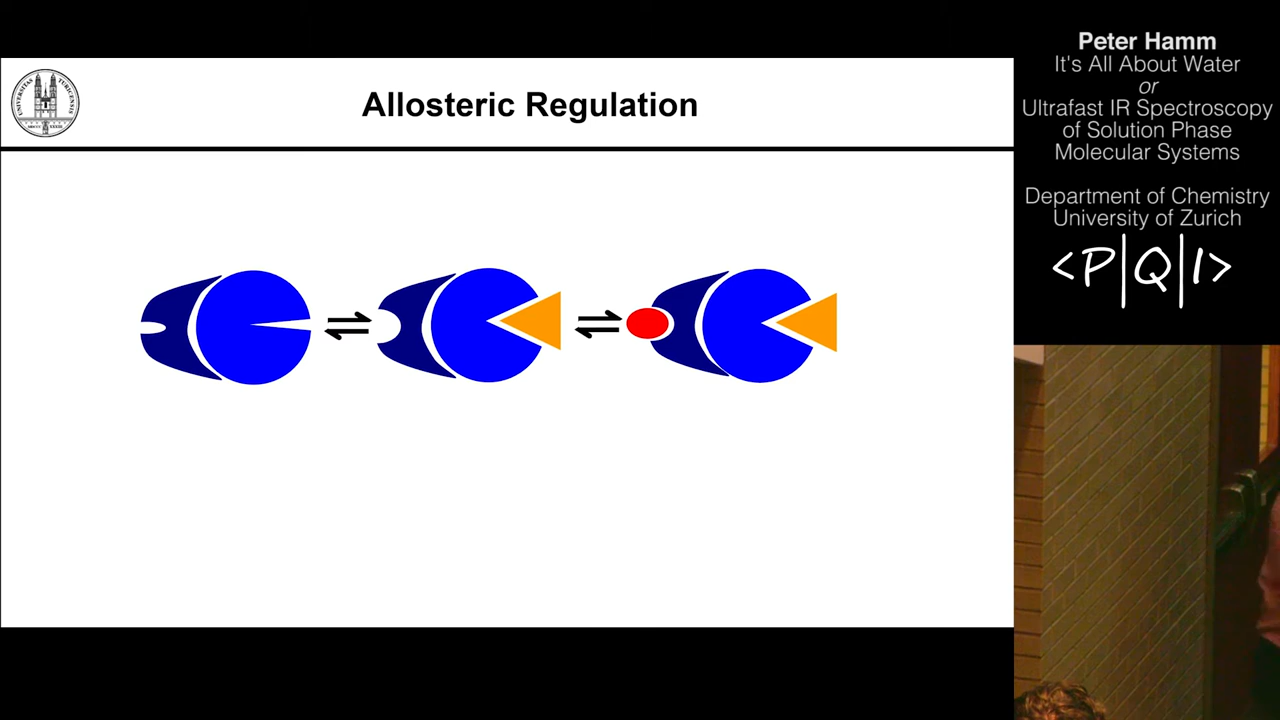 Allosteric Regulation
Peter Hamm
It's All About Water
or
Ultrafast IR Spectroscopy
of Solution Phase
Molecular Systems
Department of Chemistry
University of Zurich
<P|Q|I>